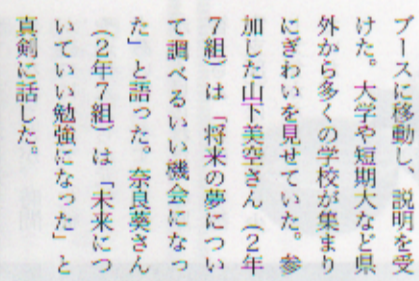 ブースに移動し、説明を受
けた。大学や短期大など県
外から多くの学校が集まり
にぎわいを見せていた。参
加した山下美空さん（２年
７組）は「将来の夢につい
て調べるいい機会になっ
た」と語った。奈良葵さん
（２年７組）は「未来につ
いていい勉強になった」と
真剣に話した。